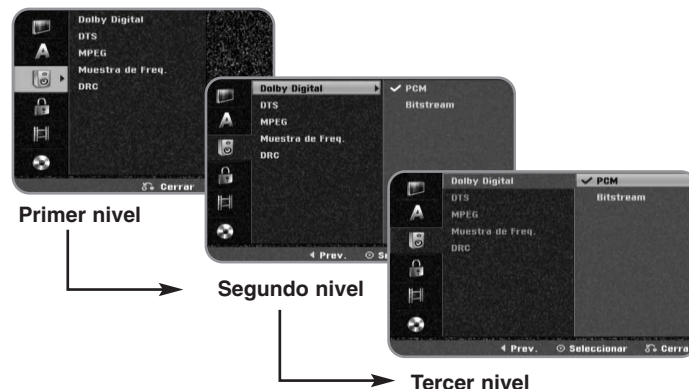 Dolby Digital
DTS
MPEG
Muestra de Freq.
DRC
Cerrar
Primer nivel
Dolby Digital
DTS
MPEG
Muestra de Freq.
DRC
PCM
Bitstream
Prev.
Segundo nivel
Dolby Digital
DTS
MPEG
Muestra de Freq.
DRC
PCM
Bitstream
Prev. Seleccionar Cerrar
Tercer nivel